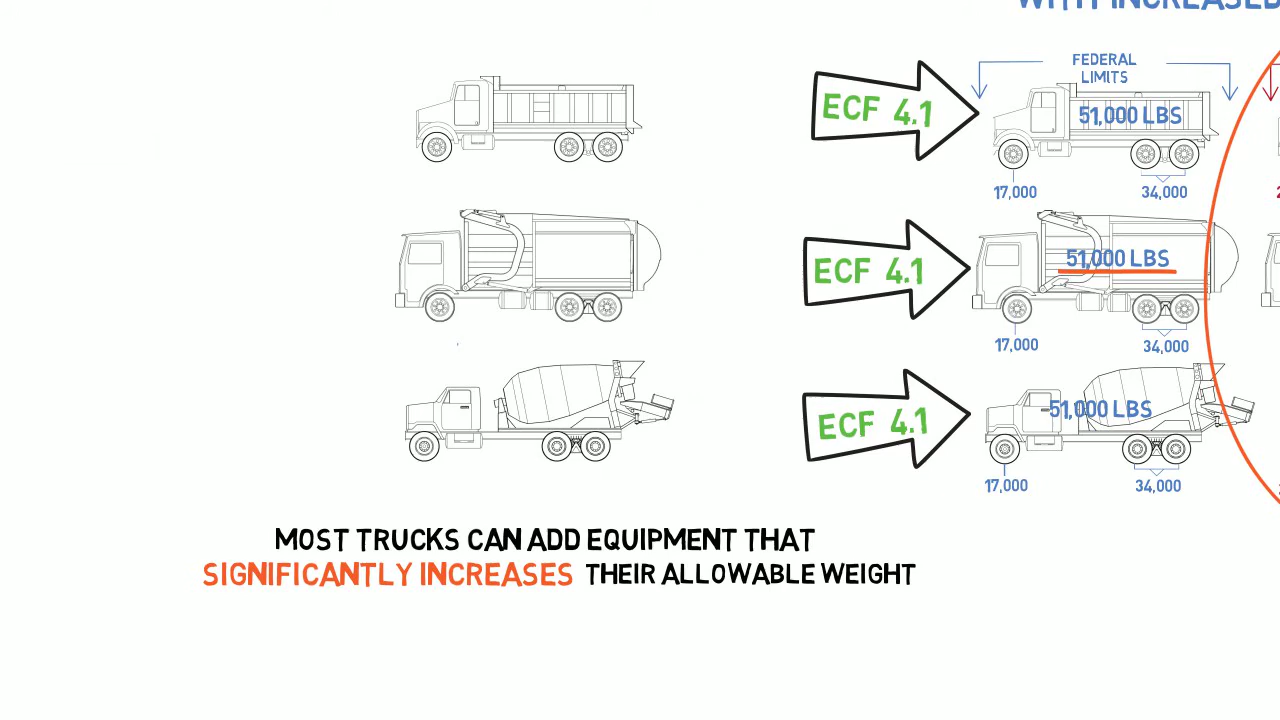 WITH INCREASED
FEDERAL
LIMITS
ECF 4.1
51,000 LBS
17,000
34,000
ECF 4.1
51,000 LBS
17,000
34,000
ECF 4.1
51,000 LBS
17,000
34,000
MOST TRUCKS CAN ADD EQUIPMENT THAT
SIGNIFICANTLY INCREASES THEIR ALLOWABLE WEIGHT